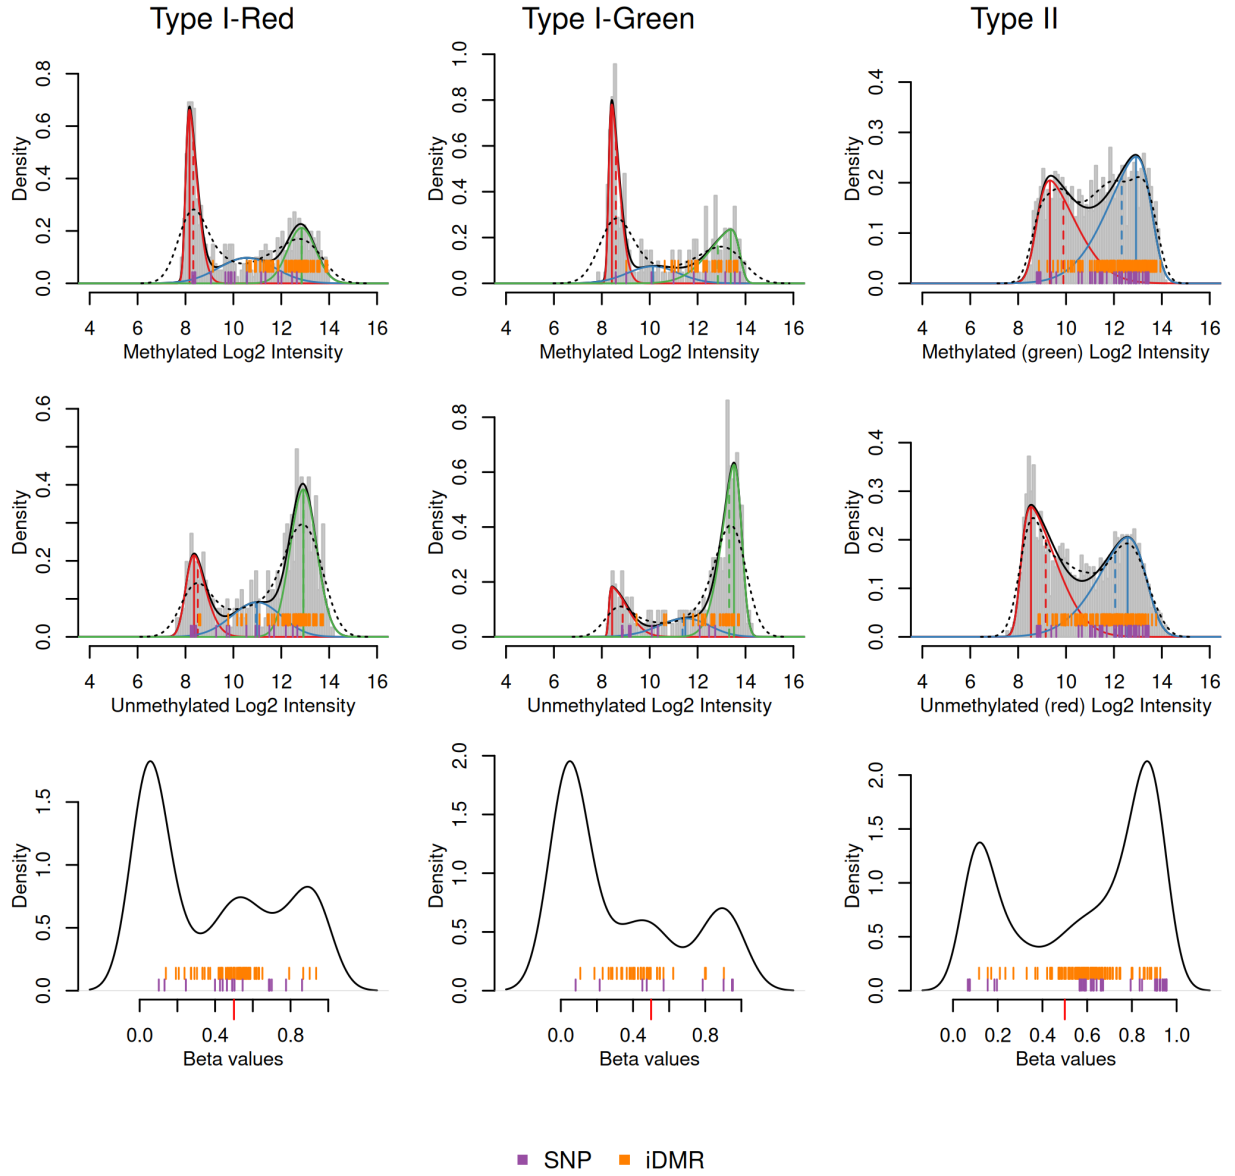 Type I-Red
Type I-Green
Type II
Density
0.0 0.2 0.4 0.6 0.8
4 6 8 10 12 14 16
Methylated Log2 Intensity
Density
0.0 0.2 0.4 0.6 0.8 1.0
4 6 8 10 12 14 16
Methylated Log2 Intensity
Density
0.0 0.1 0.2 0.3 0.4
4 6 8 10 12 14 16
Methylated (green) Log2 Intensity
Density
0.0 0.2 0.4 0.6
4 6 8 10 12 14 16
Unmethylated Log2 Intensity
Density
0.0 0.2 0.4 0.6 0.8
4 6 8 10 12 14 16
Unmethylated Log2 Intensity
Density
0.0 0.1 0.2 0.3 0.4
4 6 8 10 12 14 16
Unmethylated (red) Log2 Intensity
Density
0.0 0.5 1.0 1.5
0.0 0.4 0.8
Beta values
Density
0.0 0.5 1.0 1.5 2.0
0.0 0.4 0.8
Beta values
Density
0.0 0.5 1.0 1.5 2.0
0.0 0.2 0.4 0.6 0.8 1.0
Beta values
SNP iDMR